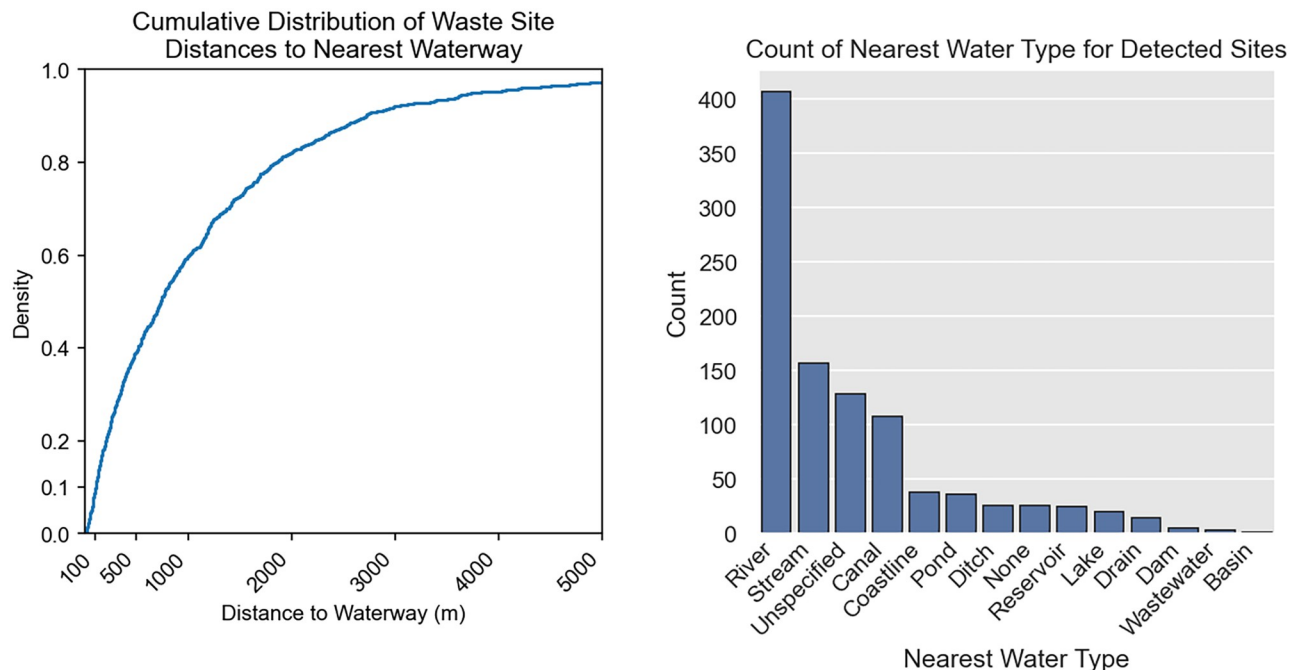 Cumulative Distribution of Waste Site
Distances to Nearest Waterway
1.0
0.8
0.6
0.4
0.2
0.1
0.0
Density
100
500
1000
2000
3000
4000
5000
Distance to Waterway (m)
Count of Nearest Water Type for Detected Sites
400
350
300
250
200
150
100
50
0
Count
River
Stream
Unspecified
Canal
Coastline
Pond
Ditch
None
Reservoir
Lake
Drain
Dam
Wastewater
Basin
Nearest Water Type